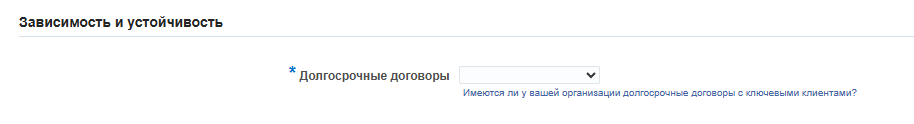 Зависимость и устойчивость
* Долгосрочные договоры
Имеются ли у вашей организации долгосрочные договоры с ключевыми клиентами?